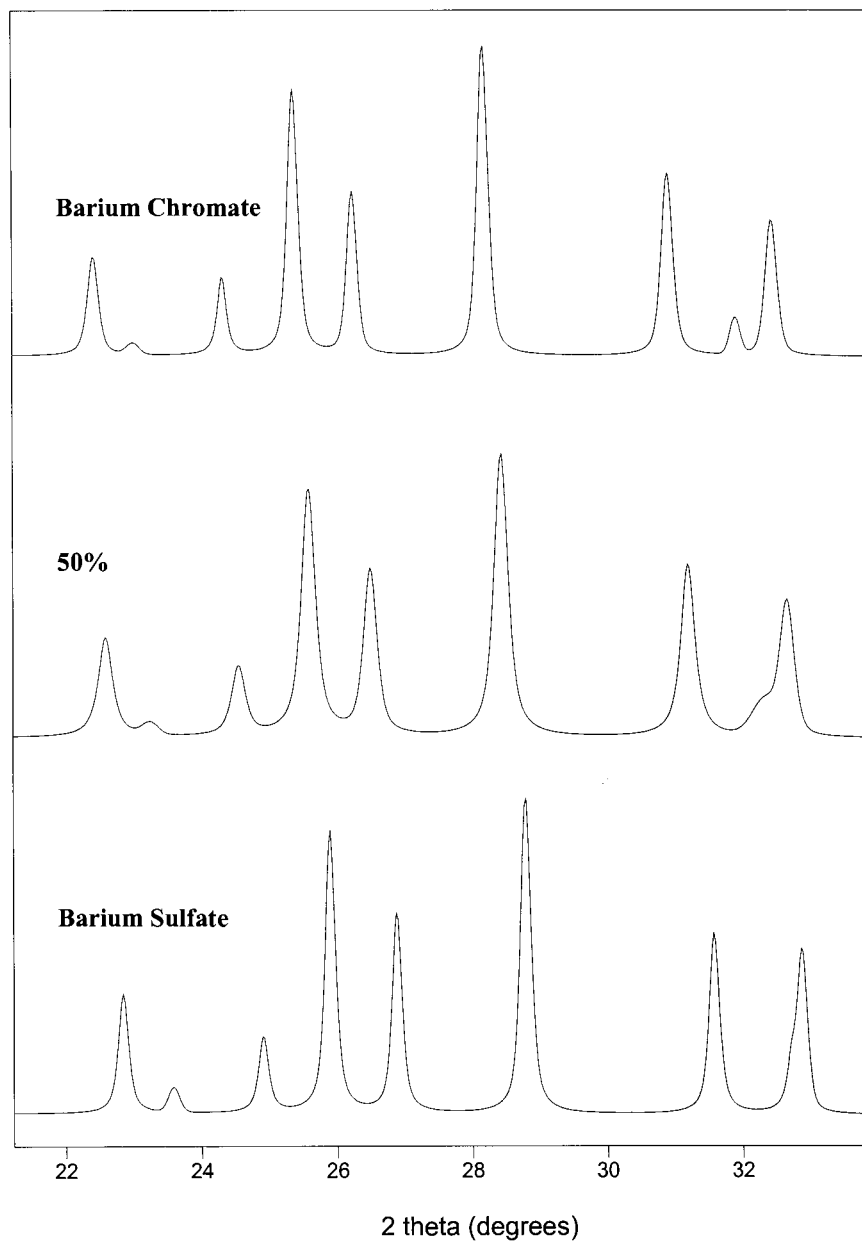 Barium Chromate
50%
Barium Sulfate
22 24 26 28 30 32
2 theta (degrees)